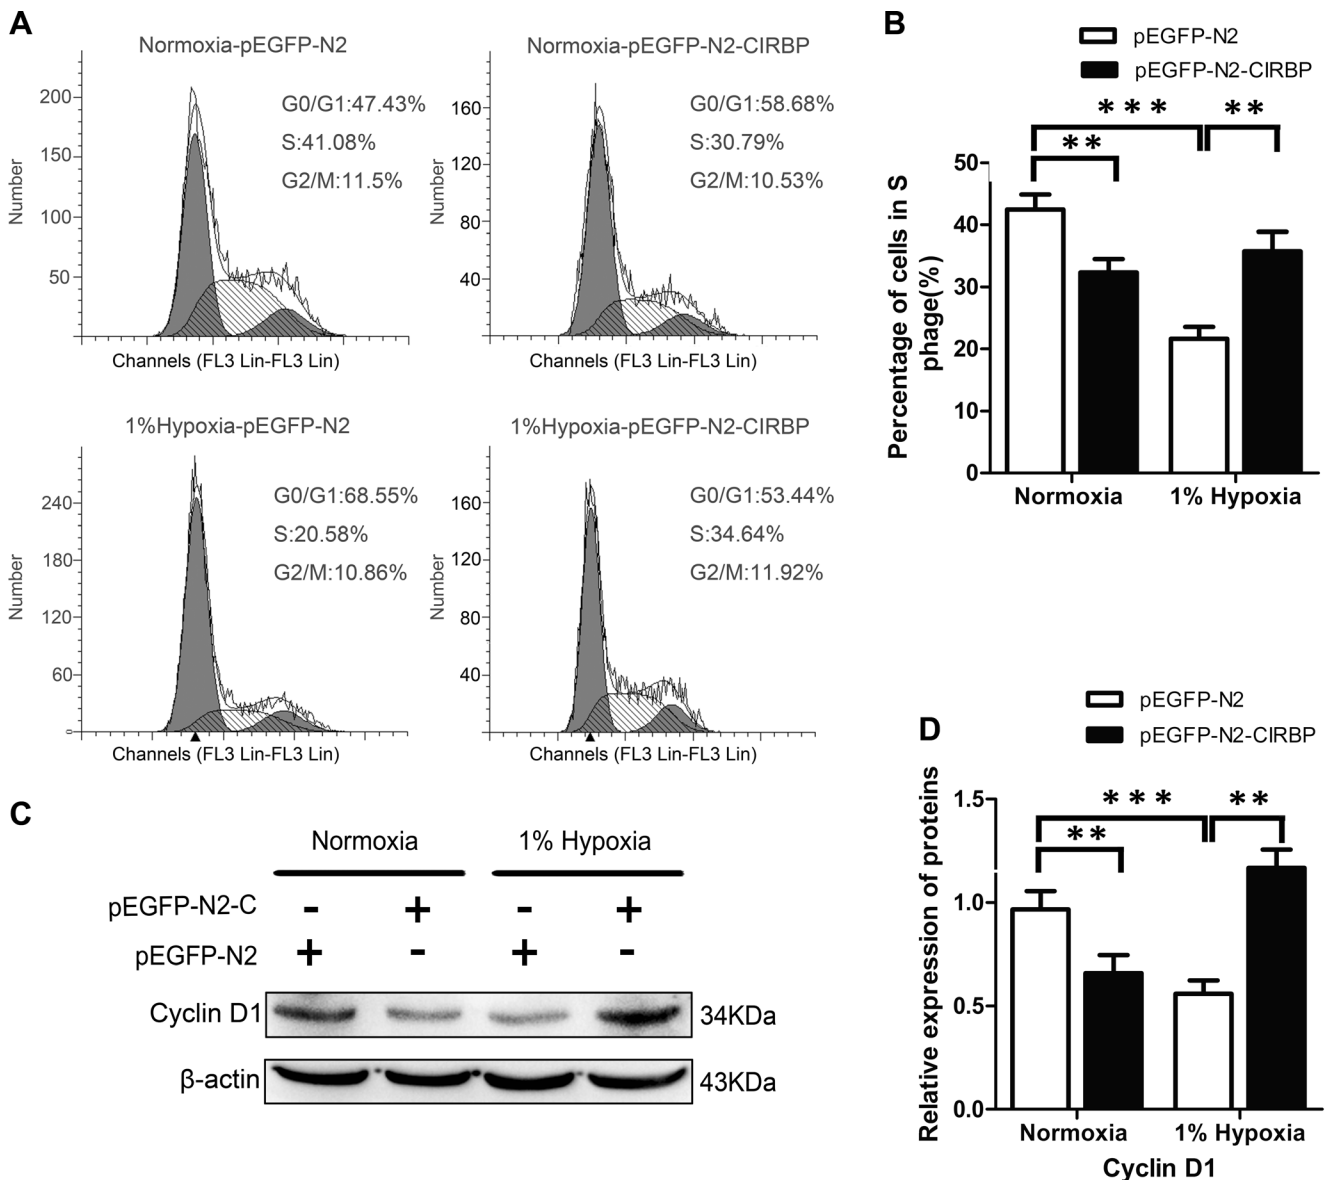 A
Normoxia-pEGFP-N2
G0/G1:47.43%
S:41.08%
G2/M:11.5%
Number
200
150
100
50
Channels (FL3 Lin-FL3 Lin)
Normoxia-pEGFP-N2-CIRBP
G0/G1:58.68%
S:30.79%
G2/M:10.53%
Number
160
120
80
40
Channels (FL3 Lin-FL3 Lin)
1%Hypoxia-pEGFP-N2
G0/G1:68.55%
S:20.58%
G2/M:10.86%
Number
240
180
120
60
0
Channels (FL3 Lin-FL3 Lin)
1%Hypoxia-pEGFP-N2-CIRBP
G0/G1:53.44%
S:34.64%
G2/M:11.92%
Number
160
120
80
40
Channels (FL3 Lin-FL3 Lin)
B
pEGFP-N2
pEGFP-N2-CIRBP
*** **
**
Percentage of cells in S
phage(%)
50
40
30
20
10
0
Normoxia 1% Hypoxia
C
Normoxia 1% Hypoxia
pEGFP-N2-C - + - +
pEGFP-N2 + - + -
Cyclin D1 34KDa
β-actin 43KDa
D
pEGFP-N2
pEGFP-N2-CIRBP
*** **
**
Relative expression of proteins
1.5
1.0
0.5
0.0
Normoxia 1% Hypoxia
Cyclin D1